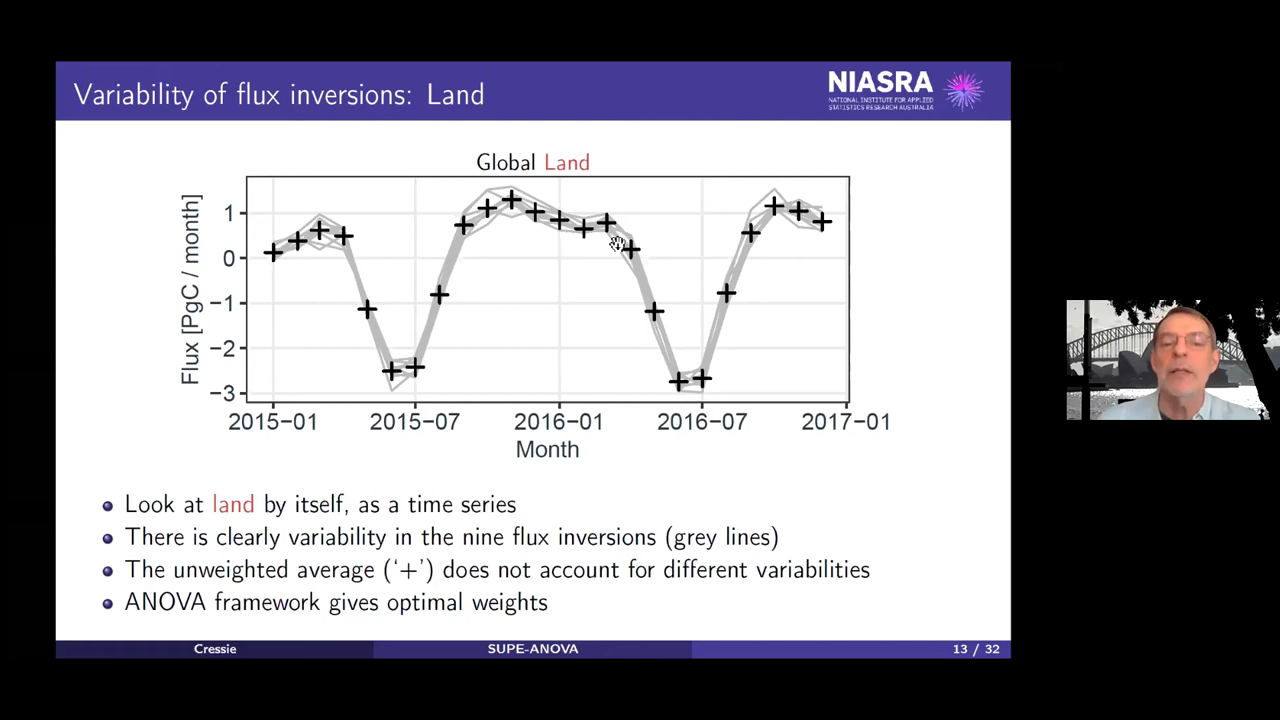 Variability of flux inversions: Land
NIASRA
NATIONAL INSTITUTE FOR APPLIED
STATISTICS RESEARCH AUSTRALIA
Global Land
Flux [PgC / month]
1
0
−1
−2
−3
2015−01
2015−07
2016−01
2016−07
2017−01
Month
Look at land by itself, as a time series
There is clearly variability in the nine flux inversions (grey lines)
The unweighted average (‘+’) does not account for different variabilities
ANOVA framework gives optimal weights
Cressie
SUPE-ANOVA
13 / 32